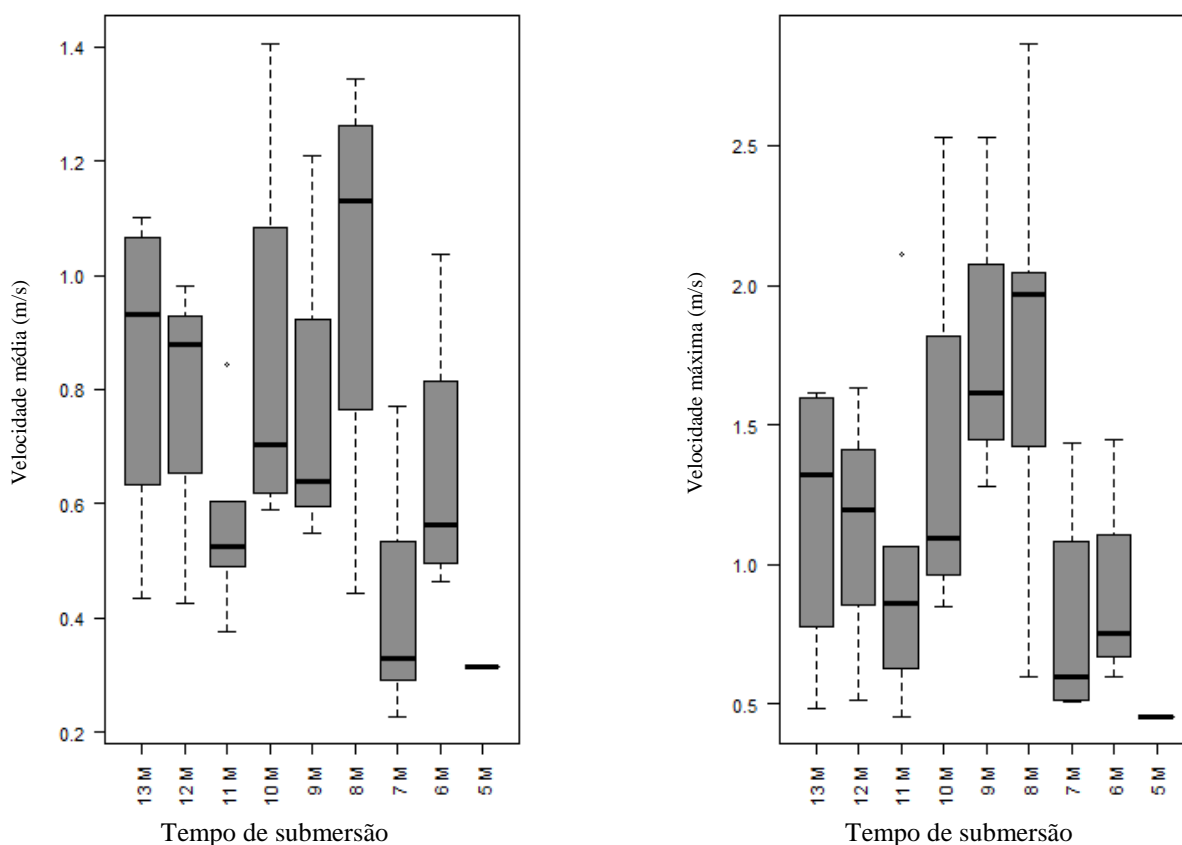 Velocidade média (m/s)
1.4
1.2
1.0
0.8
0.6
0.4
0.2
13 M
12 M
11 M
10 M
9 M
8 M
7 M
6 M
5 M
Tempo de submersão
Velocidade máxima (m/s)
2.5
2.0
1.5
1.0
0.5
13 M
12 M
11 M
10 M
9 M
8 M
7 M
6 M
5 M
Tempo de submersão